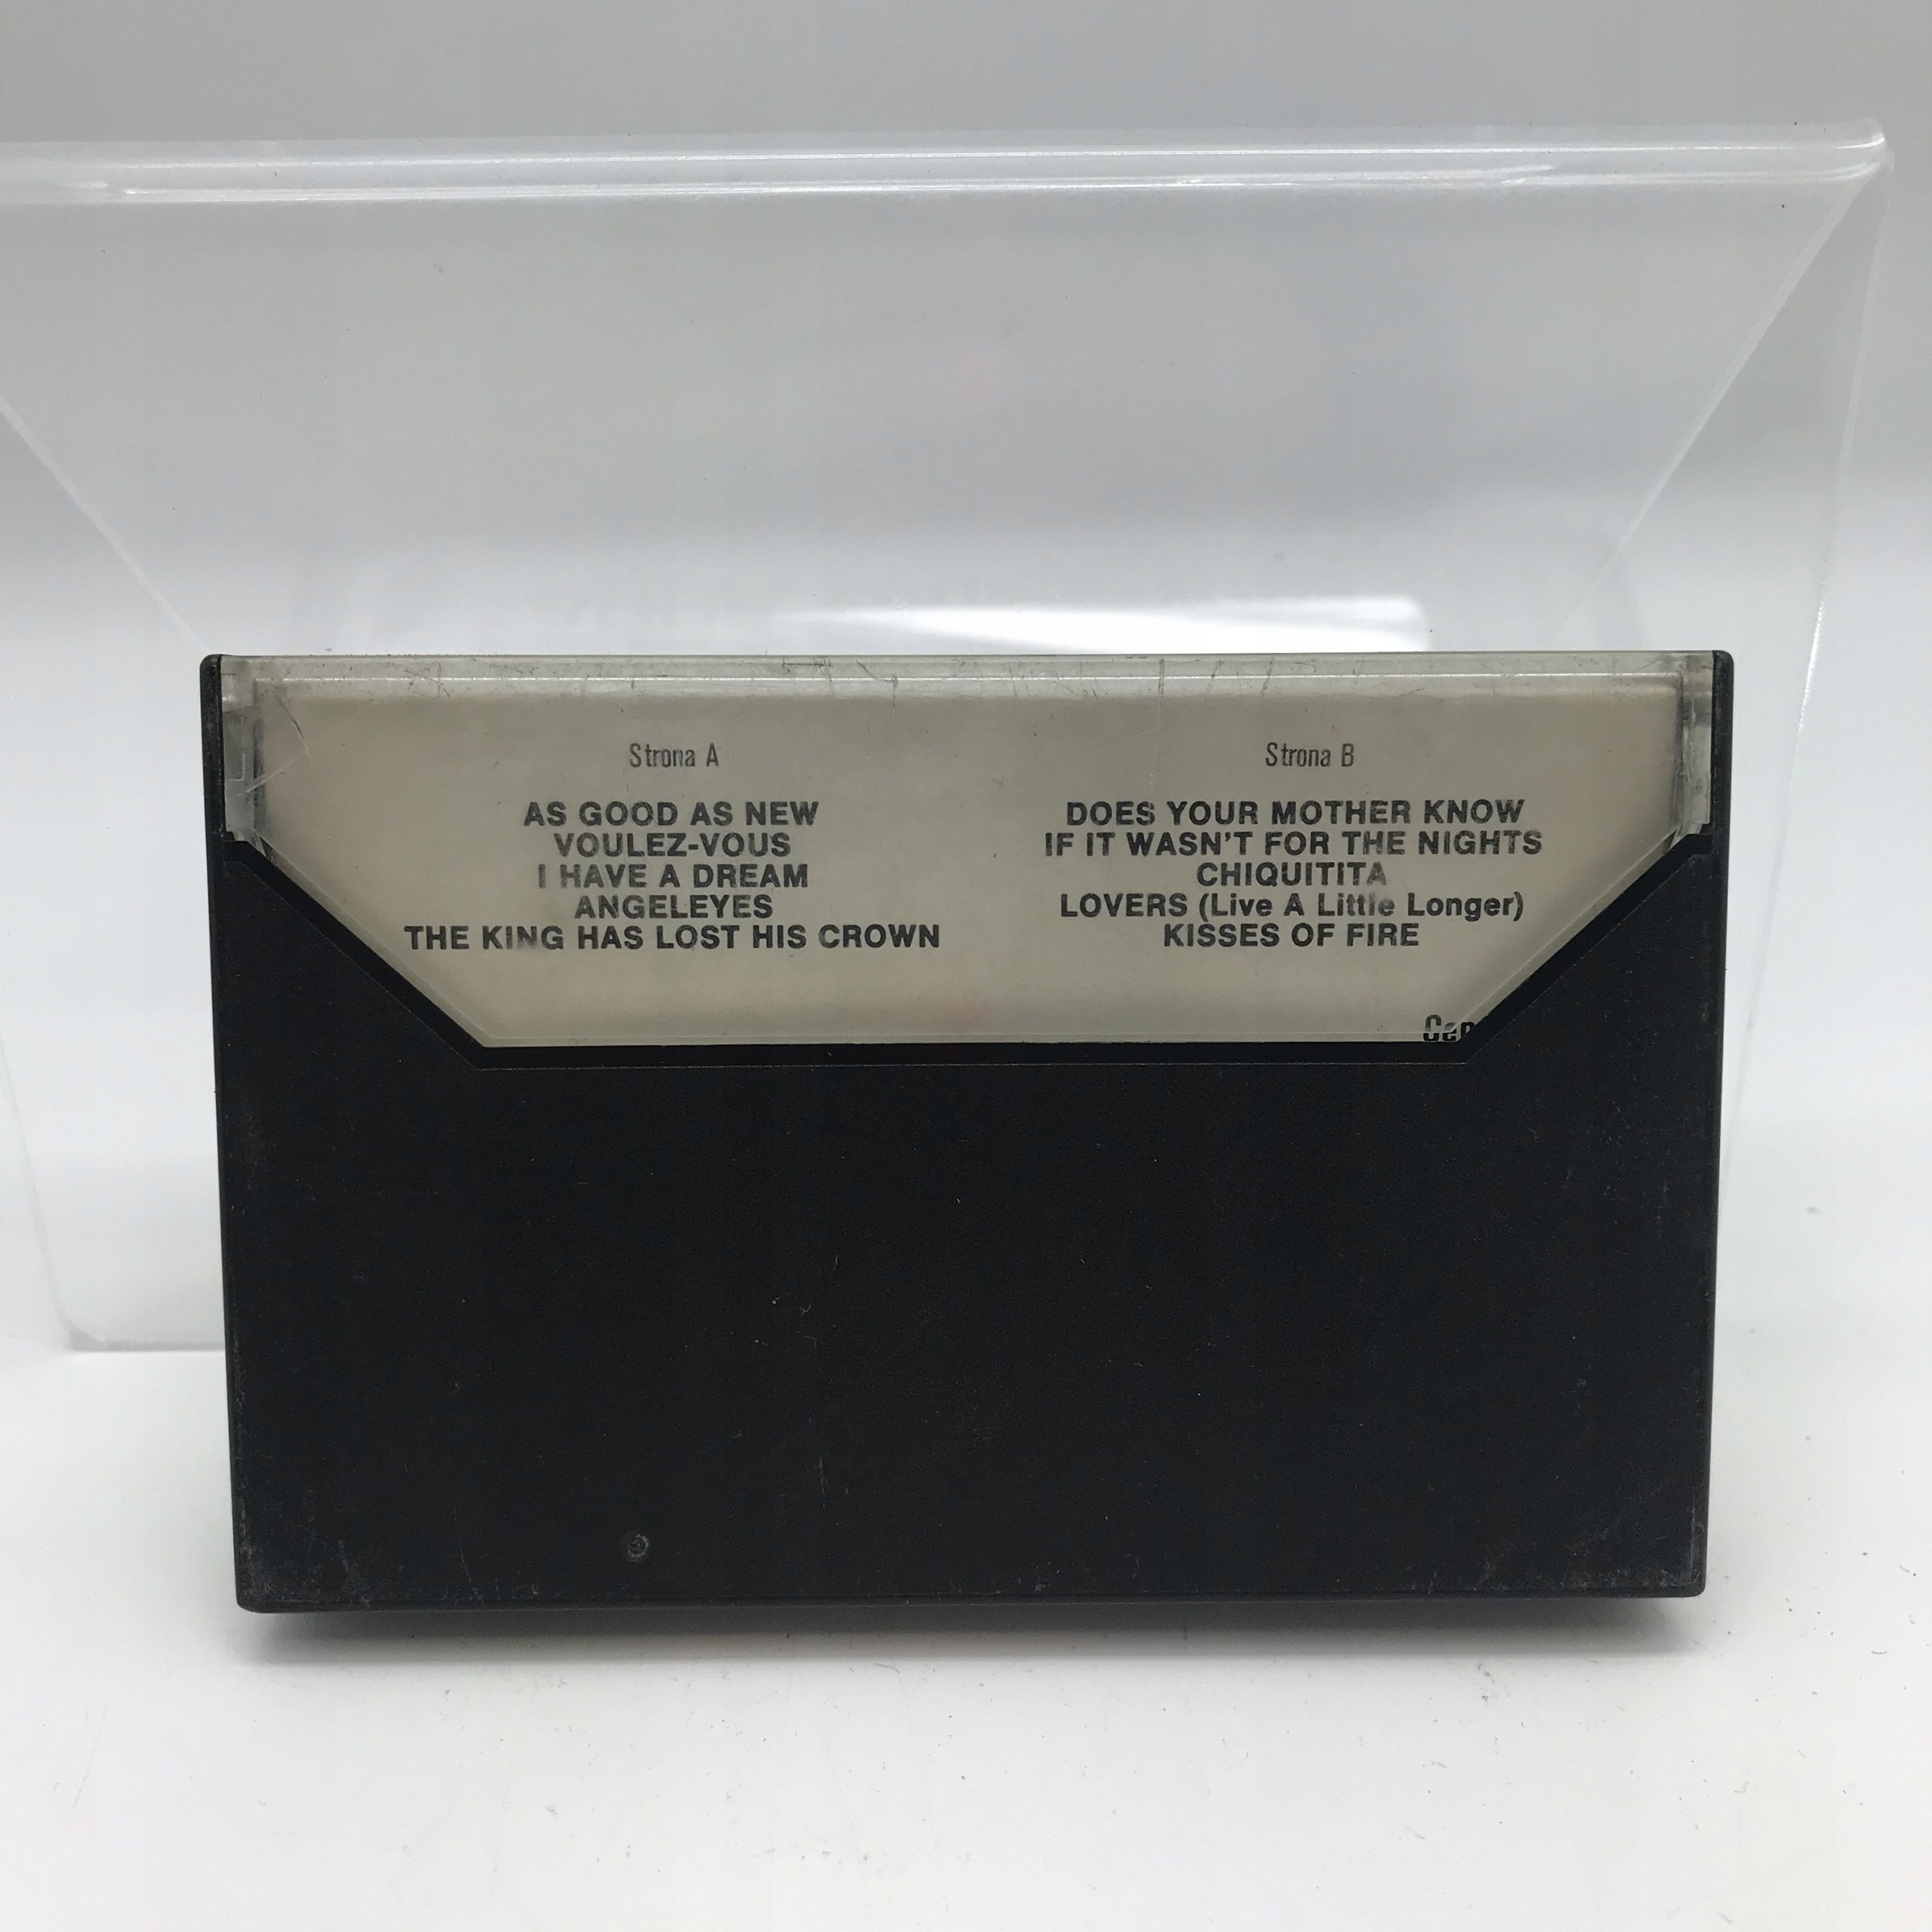 Strona A
AS GOOD AS NEW
VOULEZ-VOUS
I HAVE A DREAM
ANGELEYES
THE KING HAS LOST HIS CROWN
Strona B
DOES YOUR MOTHER KNOW
IF IT WASN'T FOR THE NIGHTS
CHIQUITITA
LOVERS (Live A Little Longer)
KISSES OF FIRE